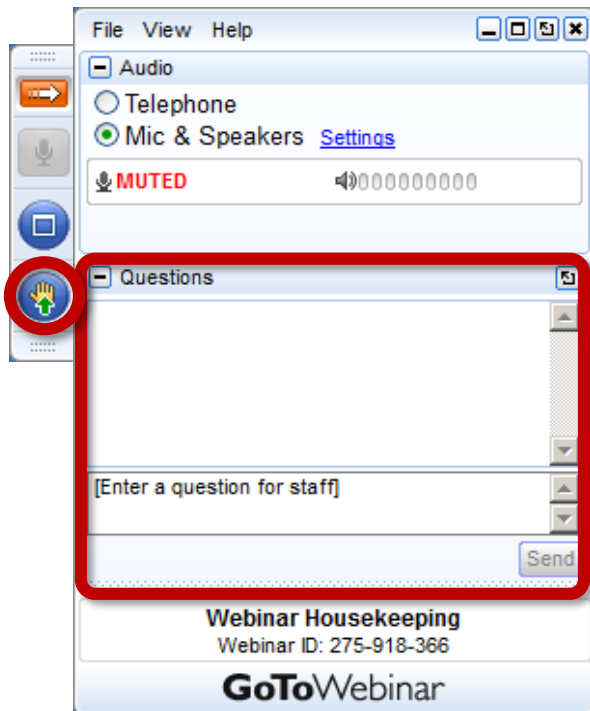 File View Help
Audio
Telephone
Mic & Speakers Settings
MUTED
Questions
[Enter a question for staff]
Send
Webinar Housekeeping
Webinar ID: 275-918-366
GoToWebinar